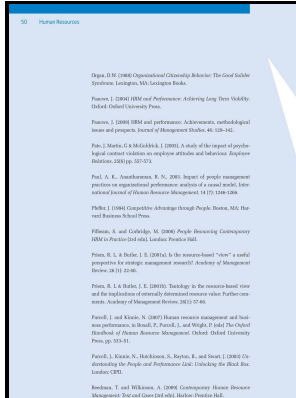 50 Human Resources
Organ, D.W. (1988) Organizational Citizenship Behavior: The Good Solider
Syndrome. Lexington, MA: Lexington Books.
Paauwe, J. (2004) HRM and Performance: Achieving Long Term Viability.
Oxford: Oxford University Press.
Paauwe, J. (2009) HRM and performance: Achievements, methodological
issues and prospects. Journal of Management Studies, 46: 129–142.
Pate, J, Martin, G & McGoldrick, J. (2003), A study of the impact of psycho-
logical contract violation on employee attitudes and behaviour. Employee
Relations, 25(6) pp. 557-573.
Paul, A. K., Anantharaman, R. N., 2003. Impact of people management
practices on organizational performance: analysis of a causal model, Inter-
national Journal of Human Resource Management, 14 (7): 1246–1266.
Pfeffer, J. (1994) Competitive Advantage through People. Boston, MA: Har-
vard Business School Press.
Pilbeam, S. and Corbridge, M. (2006) People Resourcing Contemporary
HRM in Practice (3rd edn), London: Prentice Hall.
Priem, R. L. & Butler, J. E. (2001a). Is the resource-based "view" a useful
perspective for strategic management research? Academy of Management
Review. 26 [1]: 22-40.
Priem, R. L & Butler, J. E. (2001b). Tautology in the resource-based view
and the implications of externally determined resource value: Further com-
ments. Academy of Management Review, 26(1): 57-66.
Purcell, J. and Kinnie, N. (2007) Human resource management and busi-
ness performance, in Boxall, P., Purcell, J., and Wright, P. (eds) The Oxford
Handbook of Human Resource Management. Oxford: Oxford University
Press, pp. 533–51.
Purcell, J., Kinnie, N., Hutchinson, S., Rayton, B., and Swart, J. (2003) Un-
derstanding the People and Performance Link: Unlocking the Black Box.
London: CIPD.
Reedman, T. and Wilkinson, A. (2009) Contemporary Human Resource
Management: Text and Cases (3rd edn). Harlow: Prentice Hall.